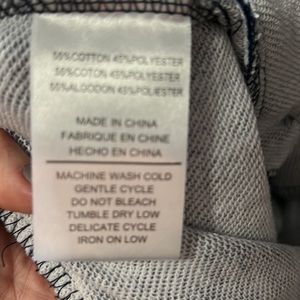 55%COTTON 45%POLYESTER
55%COTON 45%POLYESTER
55%ALGODON 45%POLIESTER
MADE IN CHINA
FABRIQUE EN CHINE
HECHO EN CHINA
MACHINE WASH COLD
GENTLE CYCLE
DO NOT BLEACH
TUMBLE DRY LOW
DELICATE CYCLE
IRON ON LOW